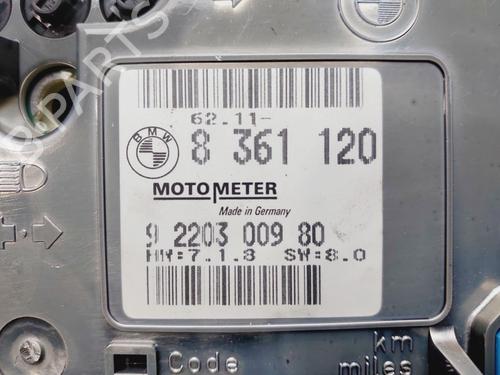 62.11-
BMW
8 361 120
MOTOMETER
Made in Germany
9 2203 009 80
HW:7.1.3 SW:8.0
Code
km
miles